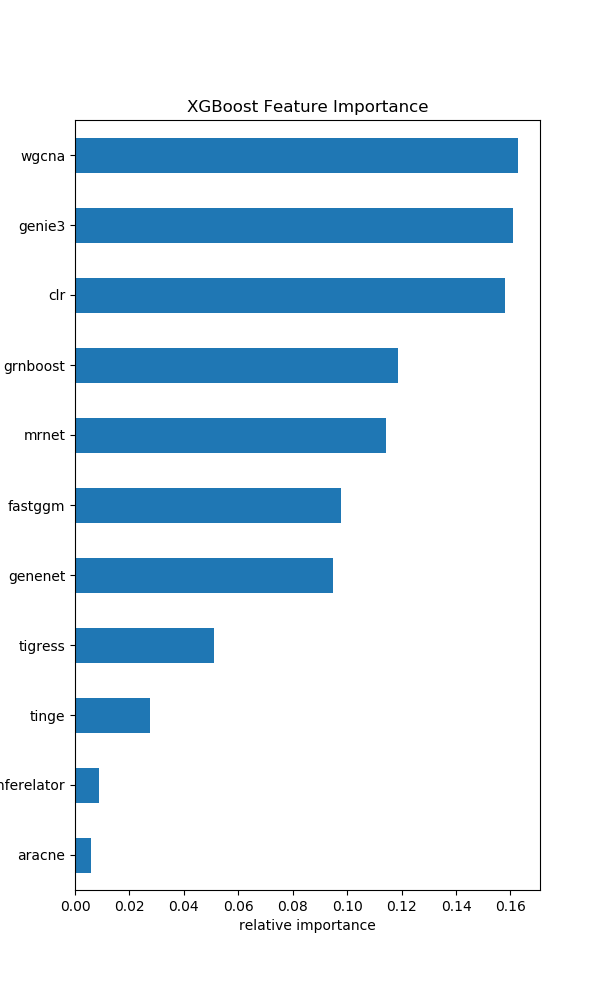 XGBoost Feature Importance
wgcna
genie3
clr
grnboost
mrnet
fastggm
genenet
tigress
tinge
nferelator
aracne
0.00 0.02 0.04 0.06 0.08 0.10 0.12 0.14 0.16
relative importance